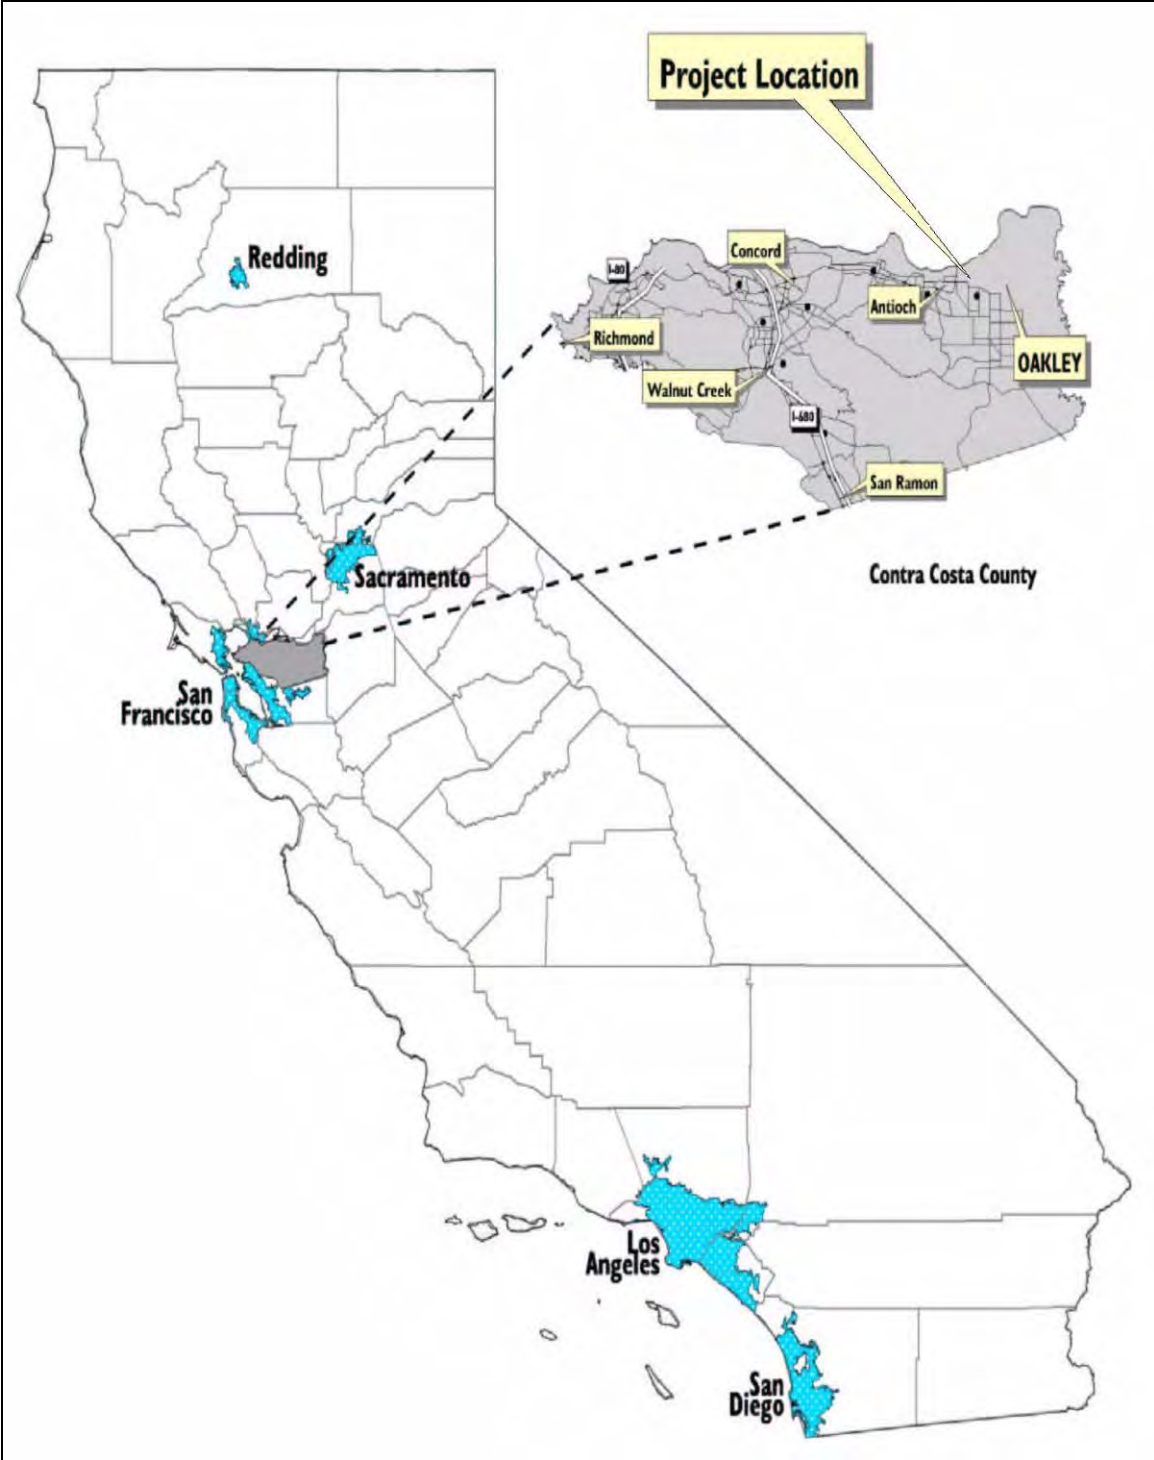 Project Location
Redding
Concord
I-80
Antioch
Richmond
OAKLEY
Walnut Creek
I-680
San Ramon
Sacramento
Contra Costa County
San
Francisco
Los
Angeles
San
Diego